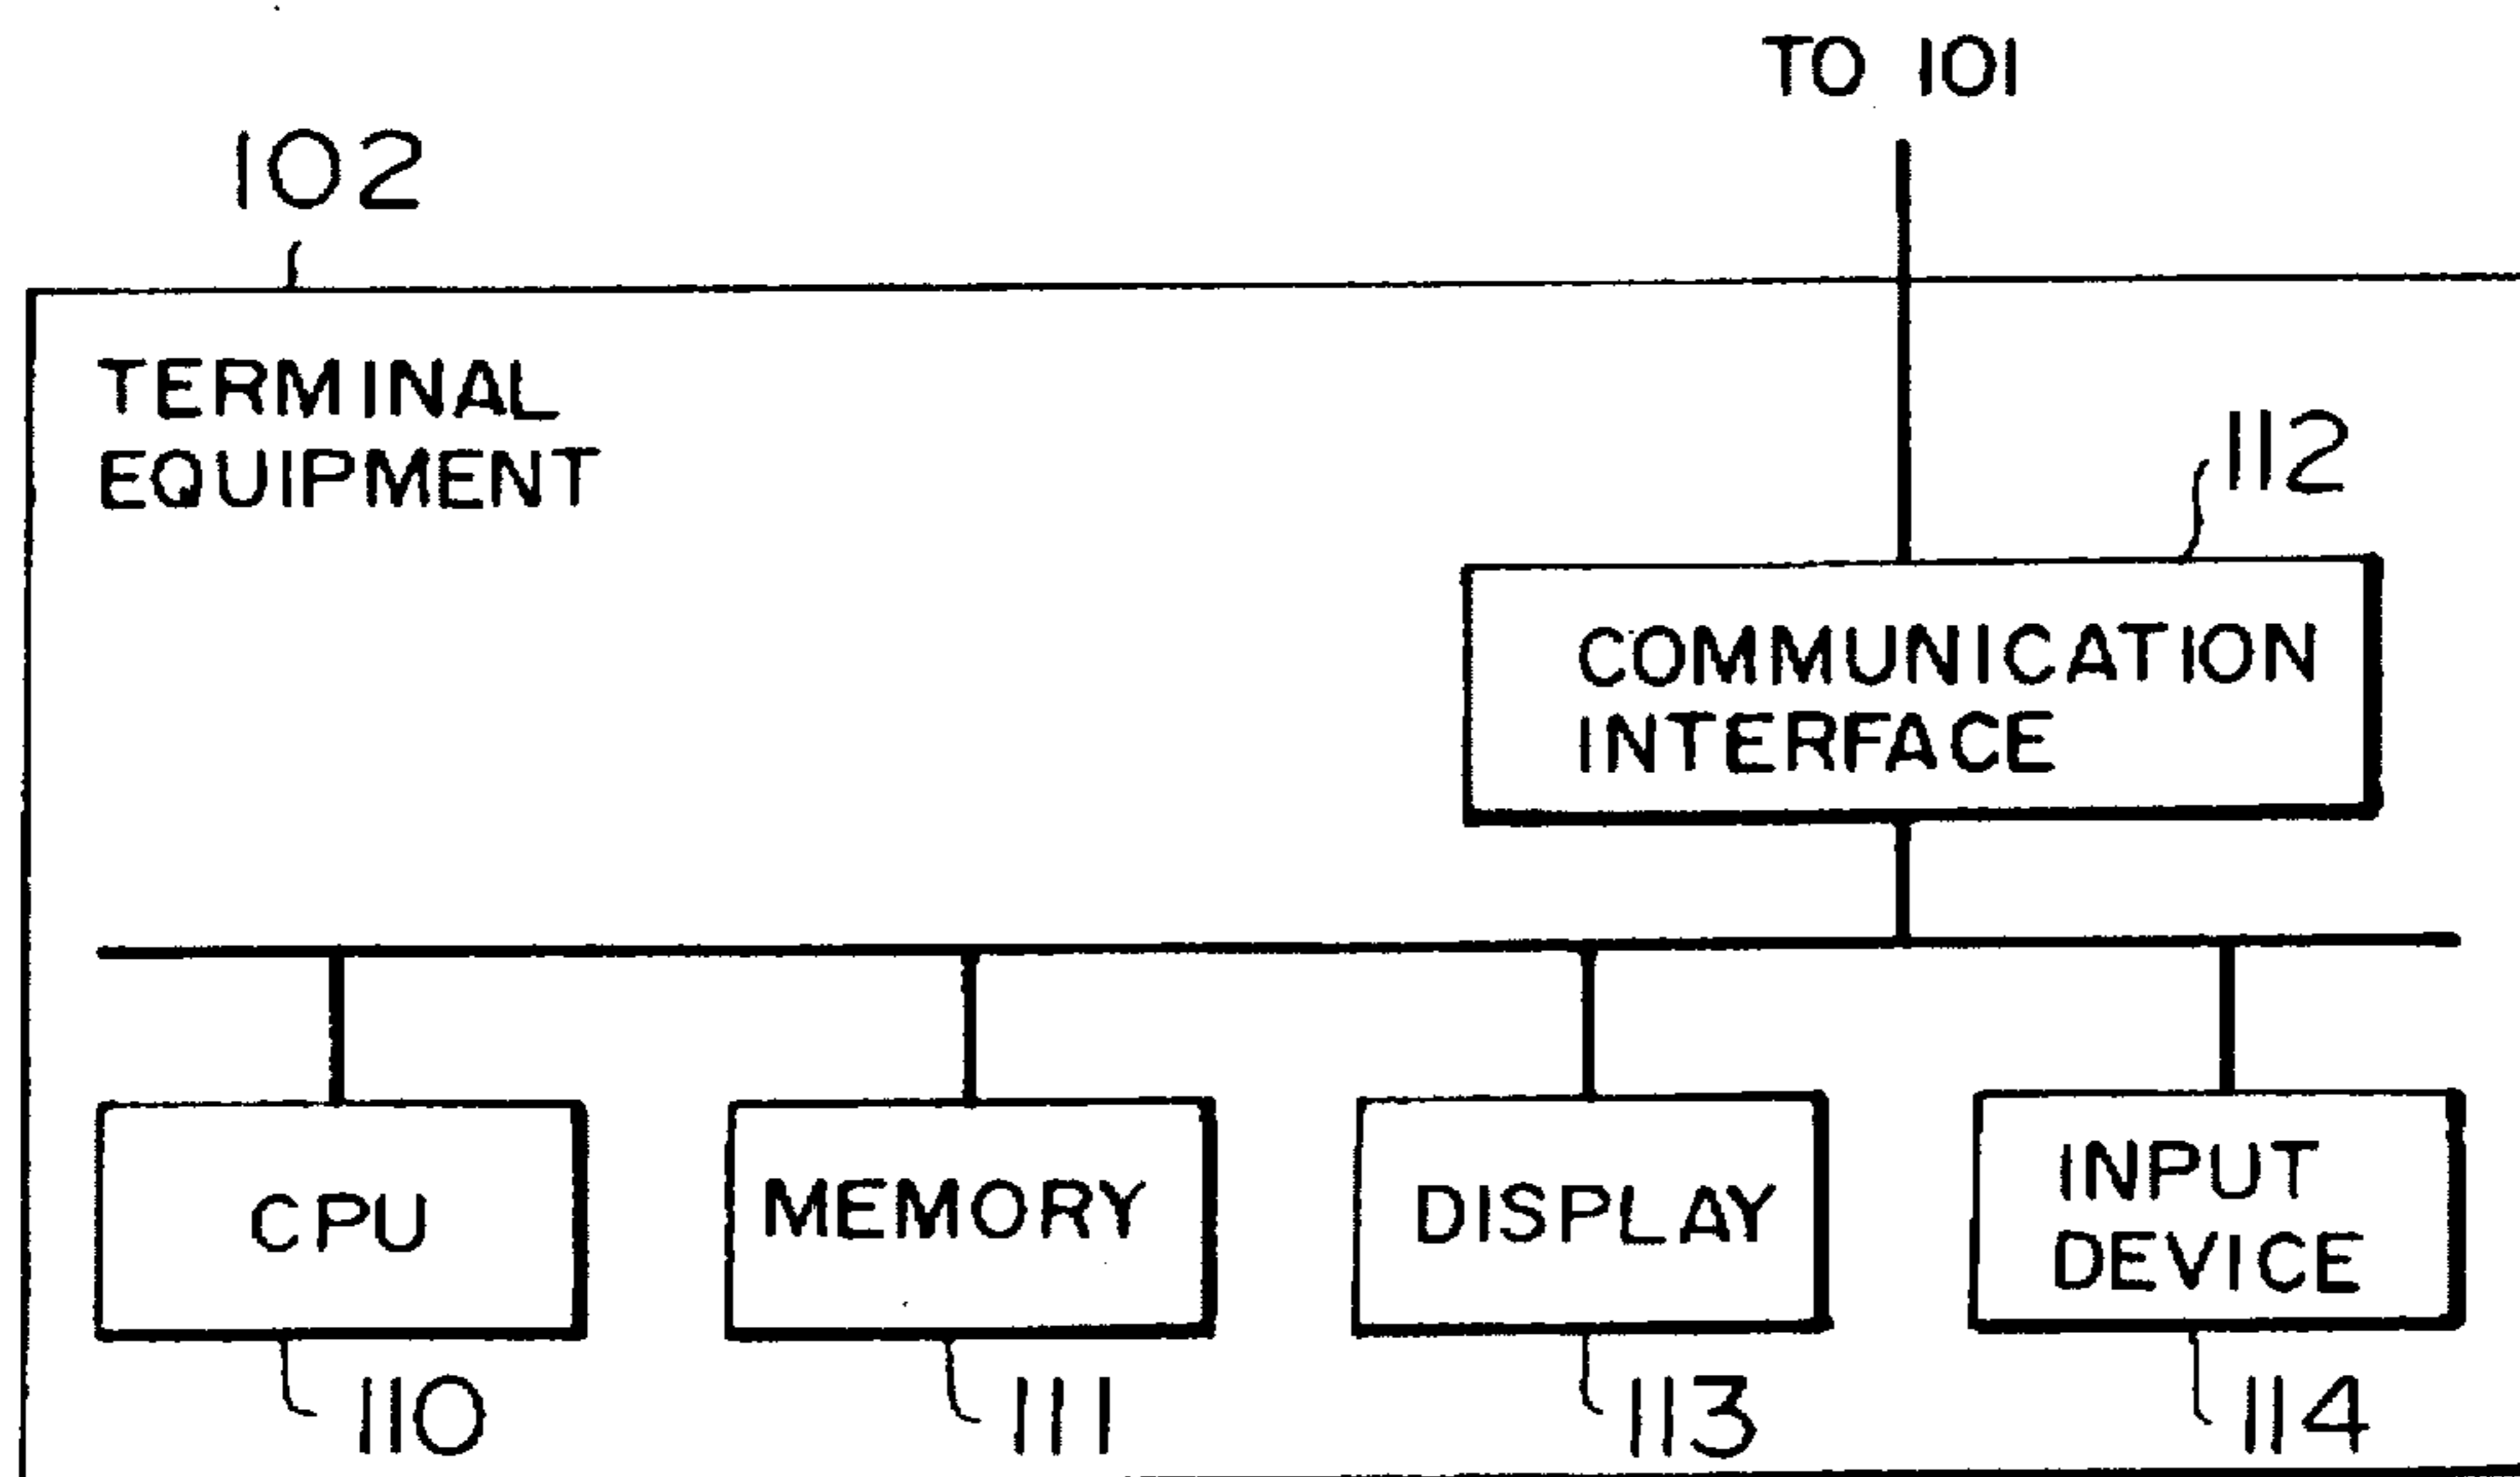 TO 101
102
TERMINAL
EQUIPMENT
112
COMMUNICATION
INTERFACE
CPU
MEMORY
DISPLAY
INPUT
DEVICE
110
111
113
114